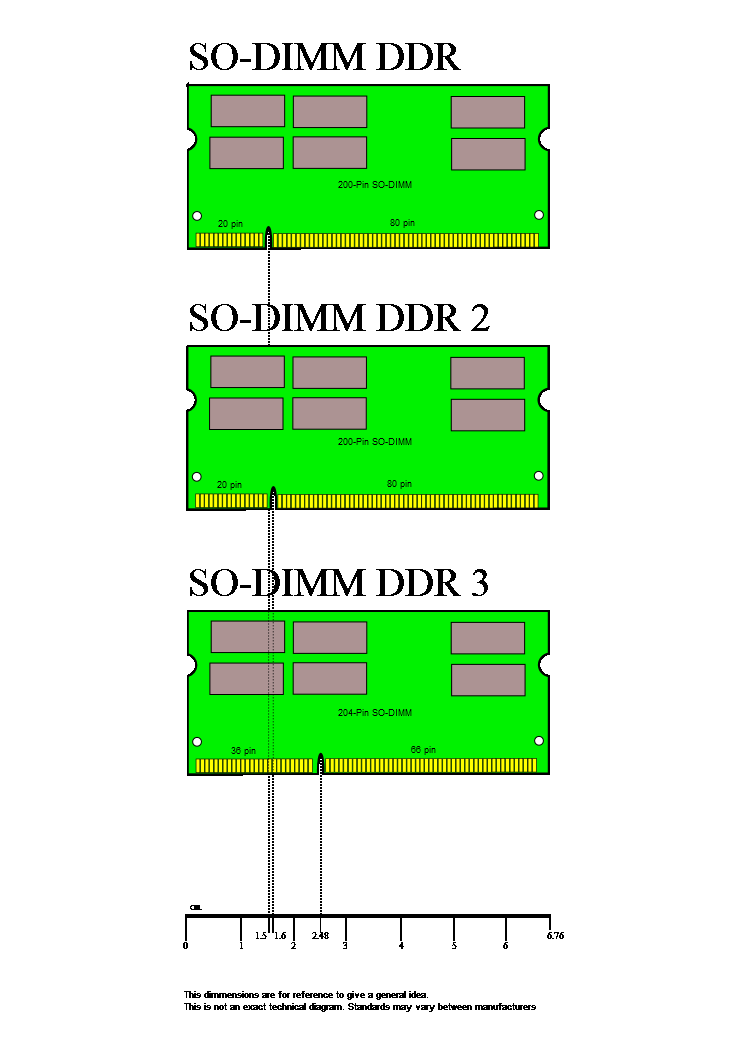 SO-DIMM DDR
200-Pin SO-DIMM
20 pin 80 pin
SO-DIMM DDR 2
200-Pin SO-DIMM
20 pin 80 pin
SO-DIMM DDR 3
204-Pin SO-DIMM
36 pin 66 pin
cm.
1.5 1.6 2.48 6.76
0 1 2 3 4 5 6
This dimmensions are for reference to give a general idea.
This is not an exact technical diagram. Standards may vary between manufacturers